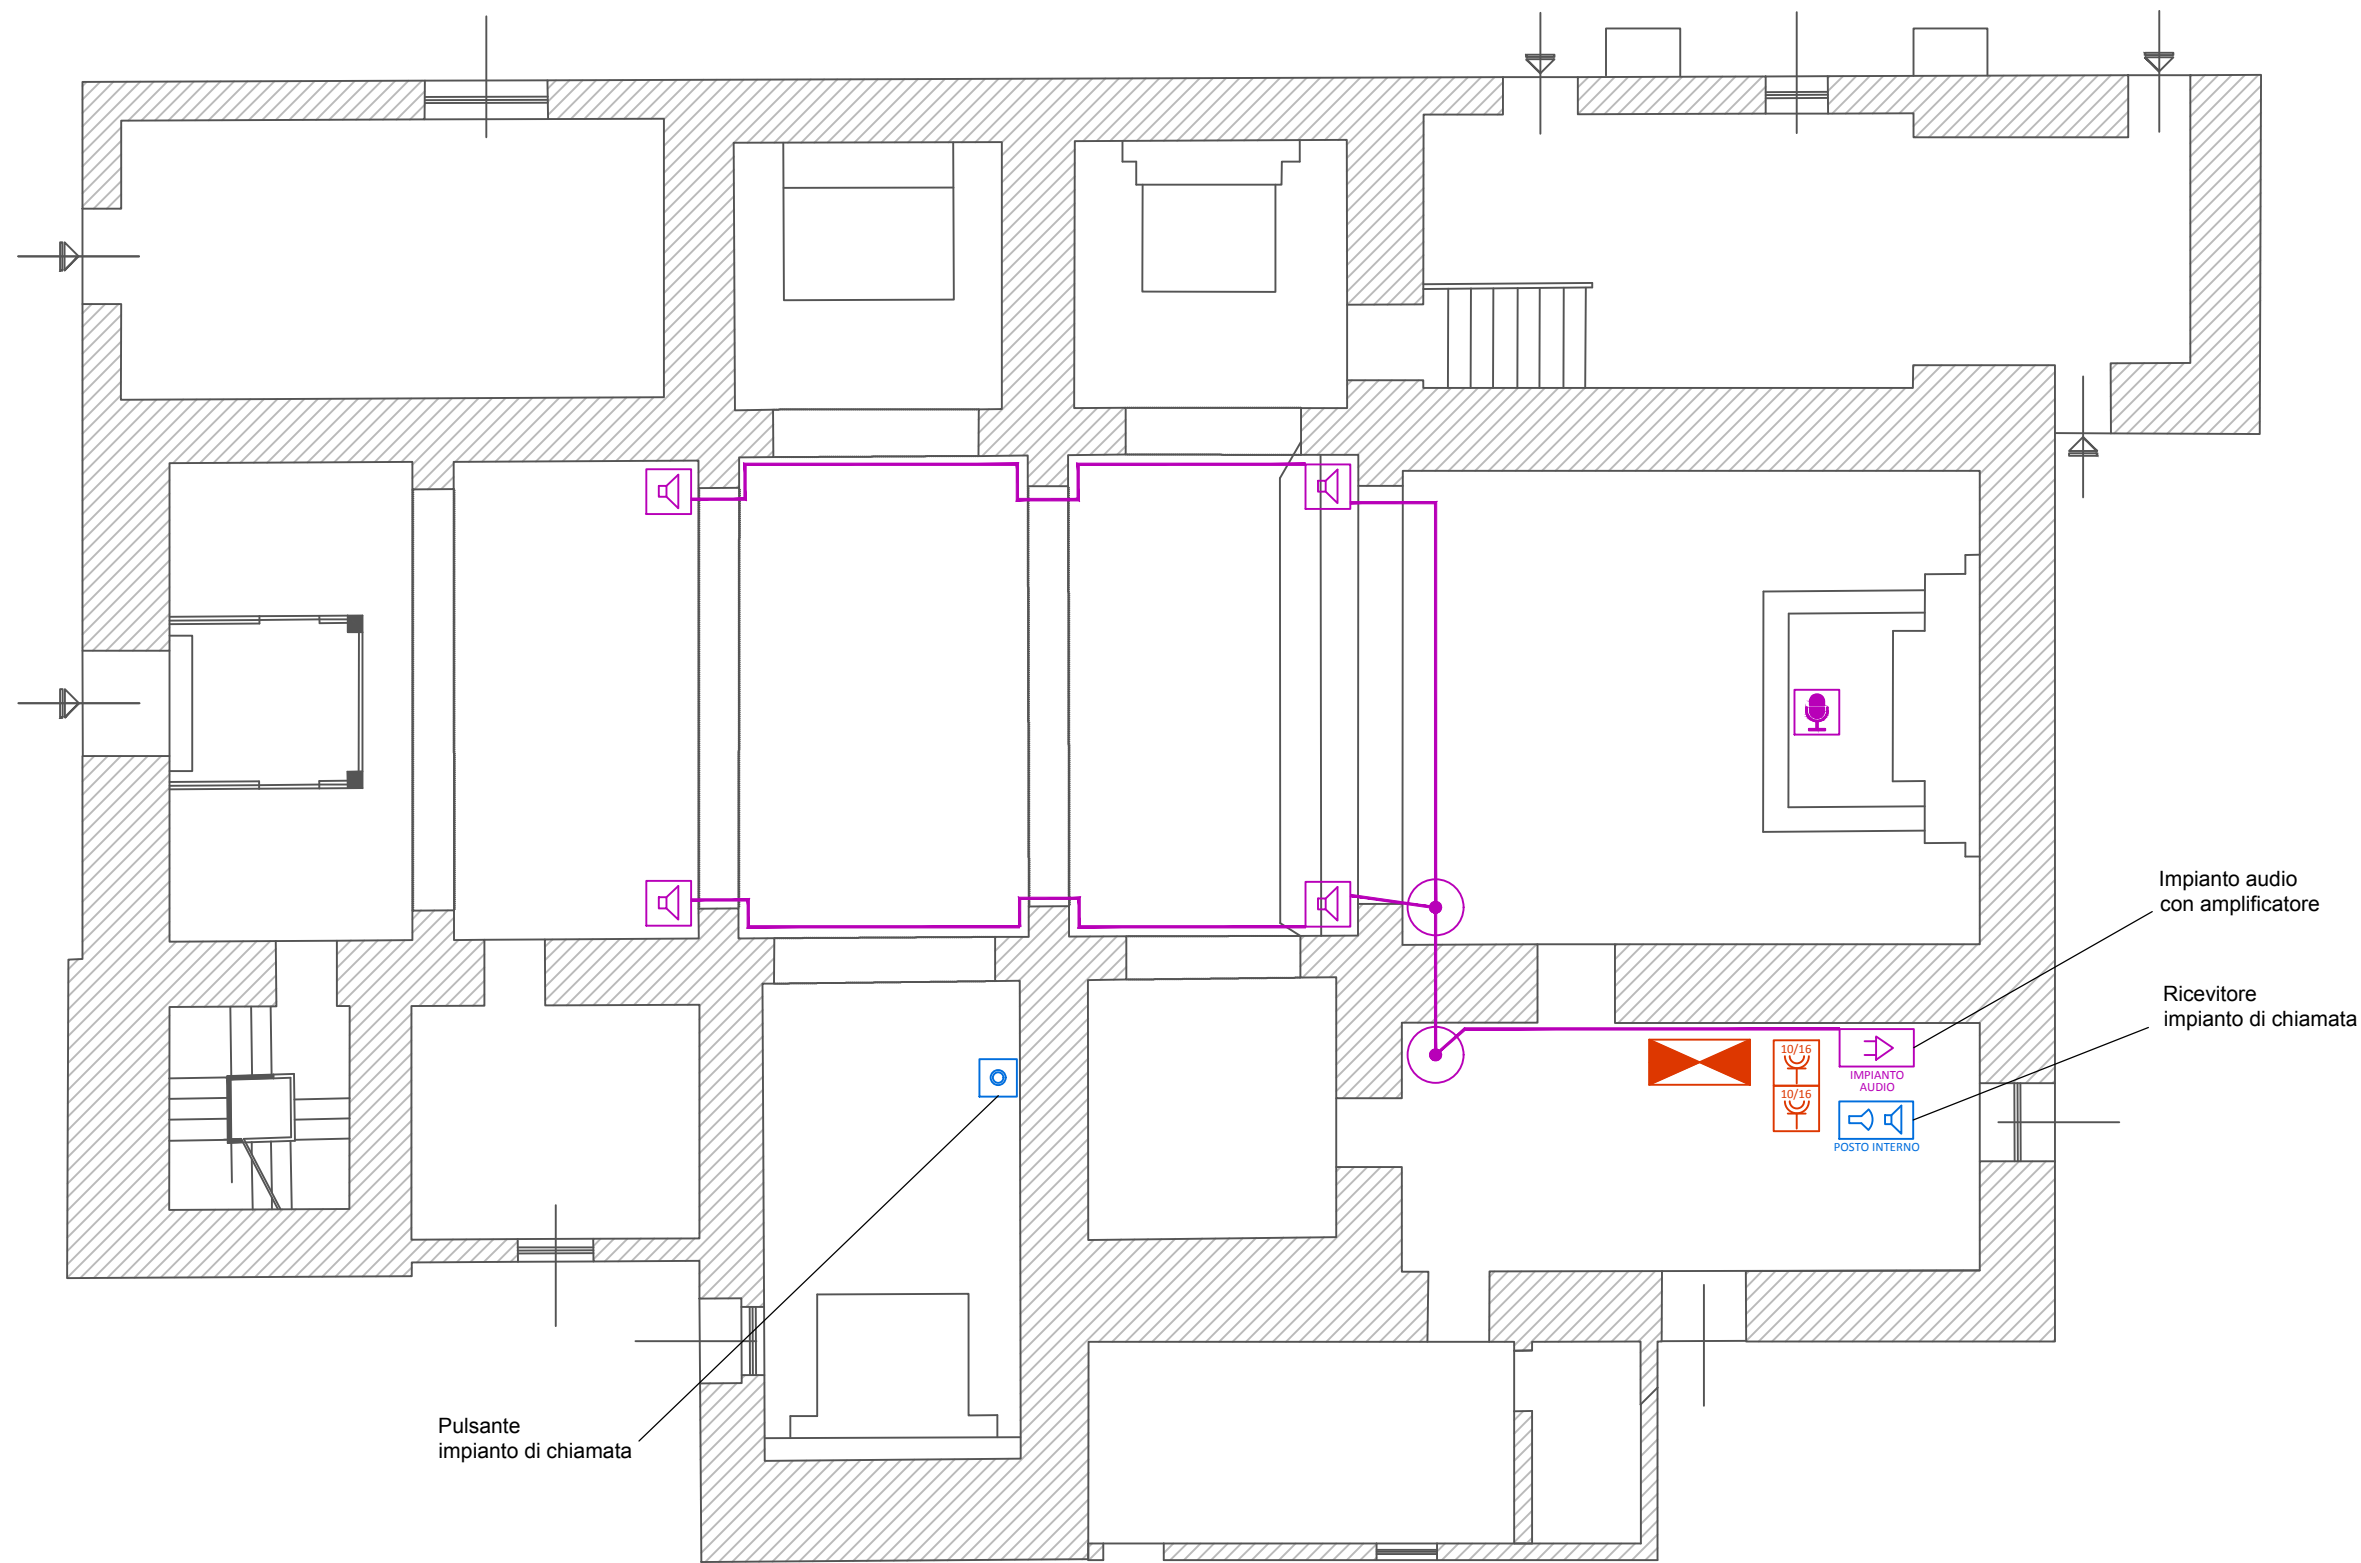 Impianto audio
con amplificatore
Ricevitore
impianto di chiamata
10/16
IMPIANTO
AUDIO
10/16
POSTO INTERNO
Pulsante
impianto di chiamata